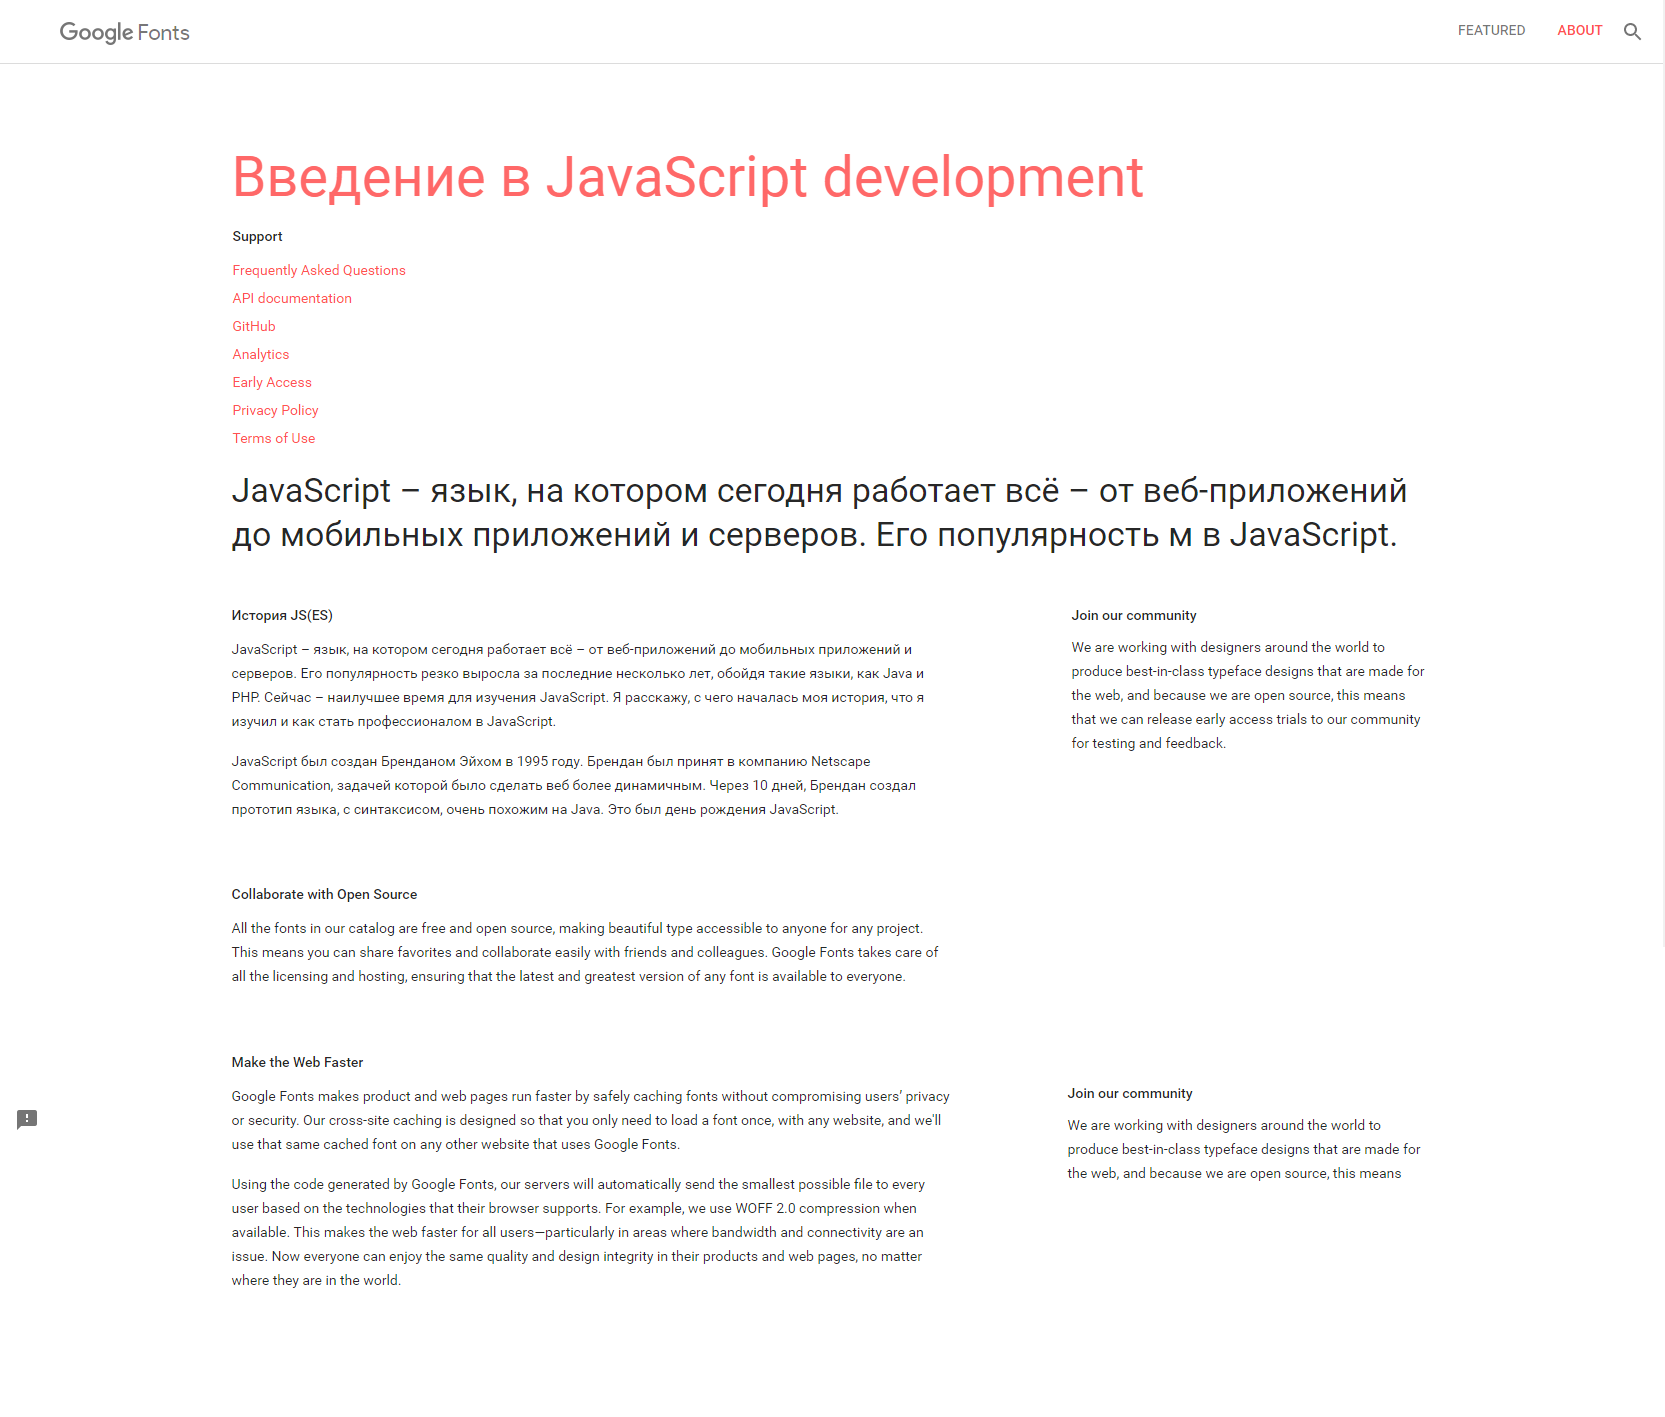 Google Fonts
FEATURED
ABOUT
Введение в JavaScript development
Support
Frequently Asked Questions
API documentation
GitHub
Analytics
Early Access
Privacy Policy
Terms of Use
JavaScript – язык, на котором сегодня работает всё – от веб-приложений
до мобильных приложений и серверов. Его популярность м в JavaScript.
История JS(ES)
JavaScript – язык, на котором сегодня работает всё – от веб-приложений до мобильных приложений и
серверов. Его популярность резко выросла за последние несколько лет, обойдя такие языки, как Java и
PHP. Сейчас – наилучшее время для изучения JavaScript. Я расскажу, с чего началась моя история, что я
изучил и как стать профессионалом в JavaScript.
JavaScript был создан Бренданом Эйхом в 1995 году. Брендан был принят в компанию Netscape
Communication, задачей которой было сделать веб более динамичным. Через 10 дней, Брендан создал
прототип языка, с синтаксисом, очень похожим на Java. Это был день рождения JavaScript.
Join our community
We are working with designers around the world to
produce best-in-class typeface designs that are made for
the web, and because we are open source, this means
that we can release early access trials to our community
for testing and feedback.
Collaborate with Open Source
All the fonts in our catalog are free and open source, making beautiful type accessible to anyone for any project.
This means you can share favorites and collaborate easily with friends and colleagues. Google Fonts takes care of
all the licensing and hosting, ensuring that the latest and greatest version of any font is available to everyone.
Make the Web Faster
Google Fonts makes product and web pages run faster by safely caching fonts without compromising users’ privacy
or security. Our cross-site caching is designed so that you only need to load a font once, with any website, and we'll
use that same cached font on any other website that uses Google Fonts.
Using the code generated by Google Fonts, our servers will automatically send the smallest possible file to every
user based on the technologies that their browser supports. For example, we use WOFF 2.0 compression when
available. This makes the web faster for all users—particularly in areas where bandwidth and connectivity are an
issue. Now everyone can enjoy the same quality and design integrity in their products and web pages, no matter
where they are in the world.
Join our community
We are working with designers around the world to
produce best-in-class typeface designs that are made for
the web, and because we are open source, this means